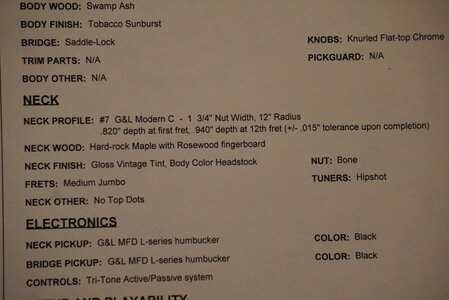 BODY WOOD: Swamp Ash
BODY FINISH: Tobacco Sunburst
BRIDGE: Saddle-Lock KNOBS: Knurled Flat-top Chrome
TRIM PARTS: N/A PICKGUARD: N/A
BODY OTHER: N/A
NECK
NECK PROFILE: #7 G&L Modern C - 1 3/4" Nut Width, 12" Radius
.820" depth at first fret, .940" depth at 12th fret (+/- .015" tolerance upon completion)
NECK WOOD: Hard-rock Maple with Rosewood fingerboard
NECK FINISH: Gloss Vintage Tint, Body Color Headstock NUT: Bone
FRETS: Medium Jumbo TUNERS: Hipshot
NECK OTHER: No Top Dots
ELECTRONICS
NECK PICKUP: G&L MFD L-series humbucker COLOR: Black
BRIDGE PICKUP: G&L MFD L-series humbucker COLOR: Black
CONTROLS: Tri-Tone Active/Passive system
AND PLAYABILITY